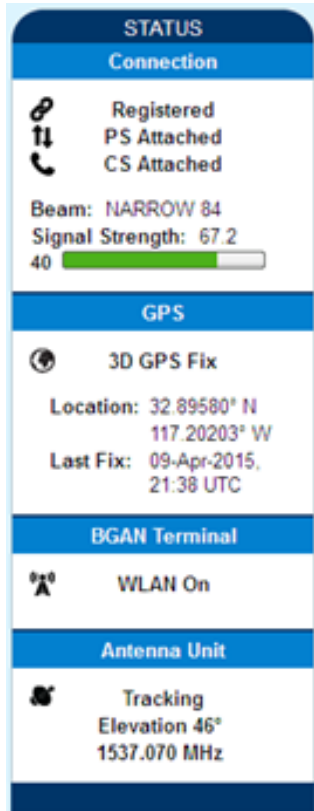 STATUS
Connection
Registered
PS Attached
CS Attached
Beam: NARROW 84
Signal Strength: 67.2
40
GPS
3D GPS Fix
Location: 32.89580° N
117.20203° W
Last Fix: 09-Apr-2015,
21:38 UTC
BGAN Terminal
WLAN On
Antenna Unit
Tracking
Elevation 46°
1537.070 MHz